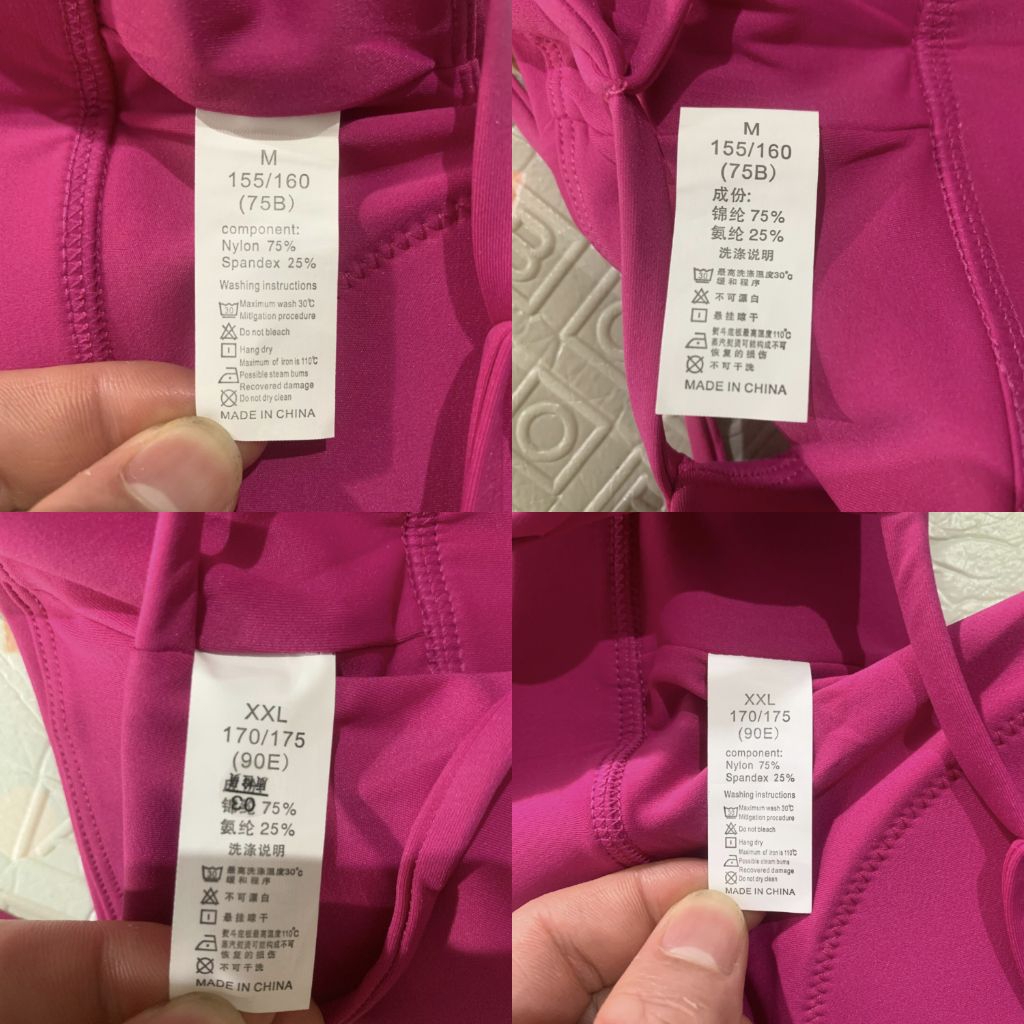 M
155/160
(75B)
component:
Nylon 75%
Spandex 25%
Washing instructions
30
Maximum wash 30℃
Mitigation procedure
Do not bleach
Hang dry
Maximum of iron is 110℃
Possible steam bums
Recovered damage
Do not dry clean
MADE IN CHINA
M
155/160
(75B)
成份:
锦纶 75%
氨纶 25%
洗涤说明
30
最高洗涤温度30℃
缓和程序
不可漂白
悬挂晾干
熨斗底板最高温度110℃
蒸汽熨烫可能构成不可
恢复的损伤
不可干洗
MADE IN CHINA
XXL
170/175
(90E)
03
锦纶 75%
氨纶 25%
洗涤说明
最高洗涤温度30℃
缓和程序
不可漂白
悬挂晾干
熨斗底板最高温度110℃
蒸汽熨烫可能构成不可
恢复的损伤
不可干洗
MADE IN CHINA
XXL
170/175
(90E)
component:
Nylon 75%
Spandex 25%
Washing instructions
Maximum wash 30℃
Mitigation procedure
Do not bleach
Hang dry
Maximum of iron is 110℃
Possible steam bums
Recovered damage
Do not dry clean
MADE IN CHINA